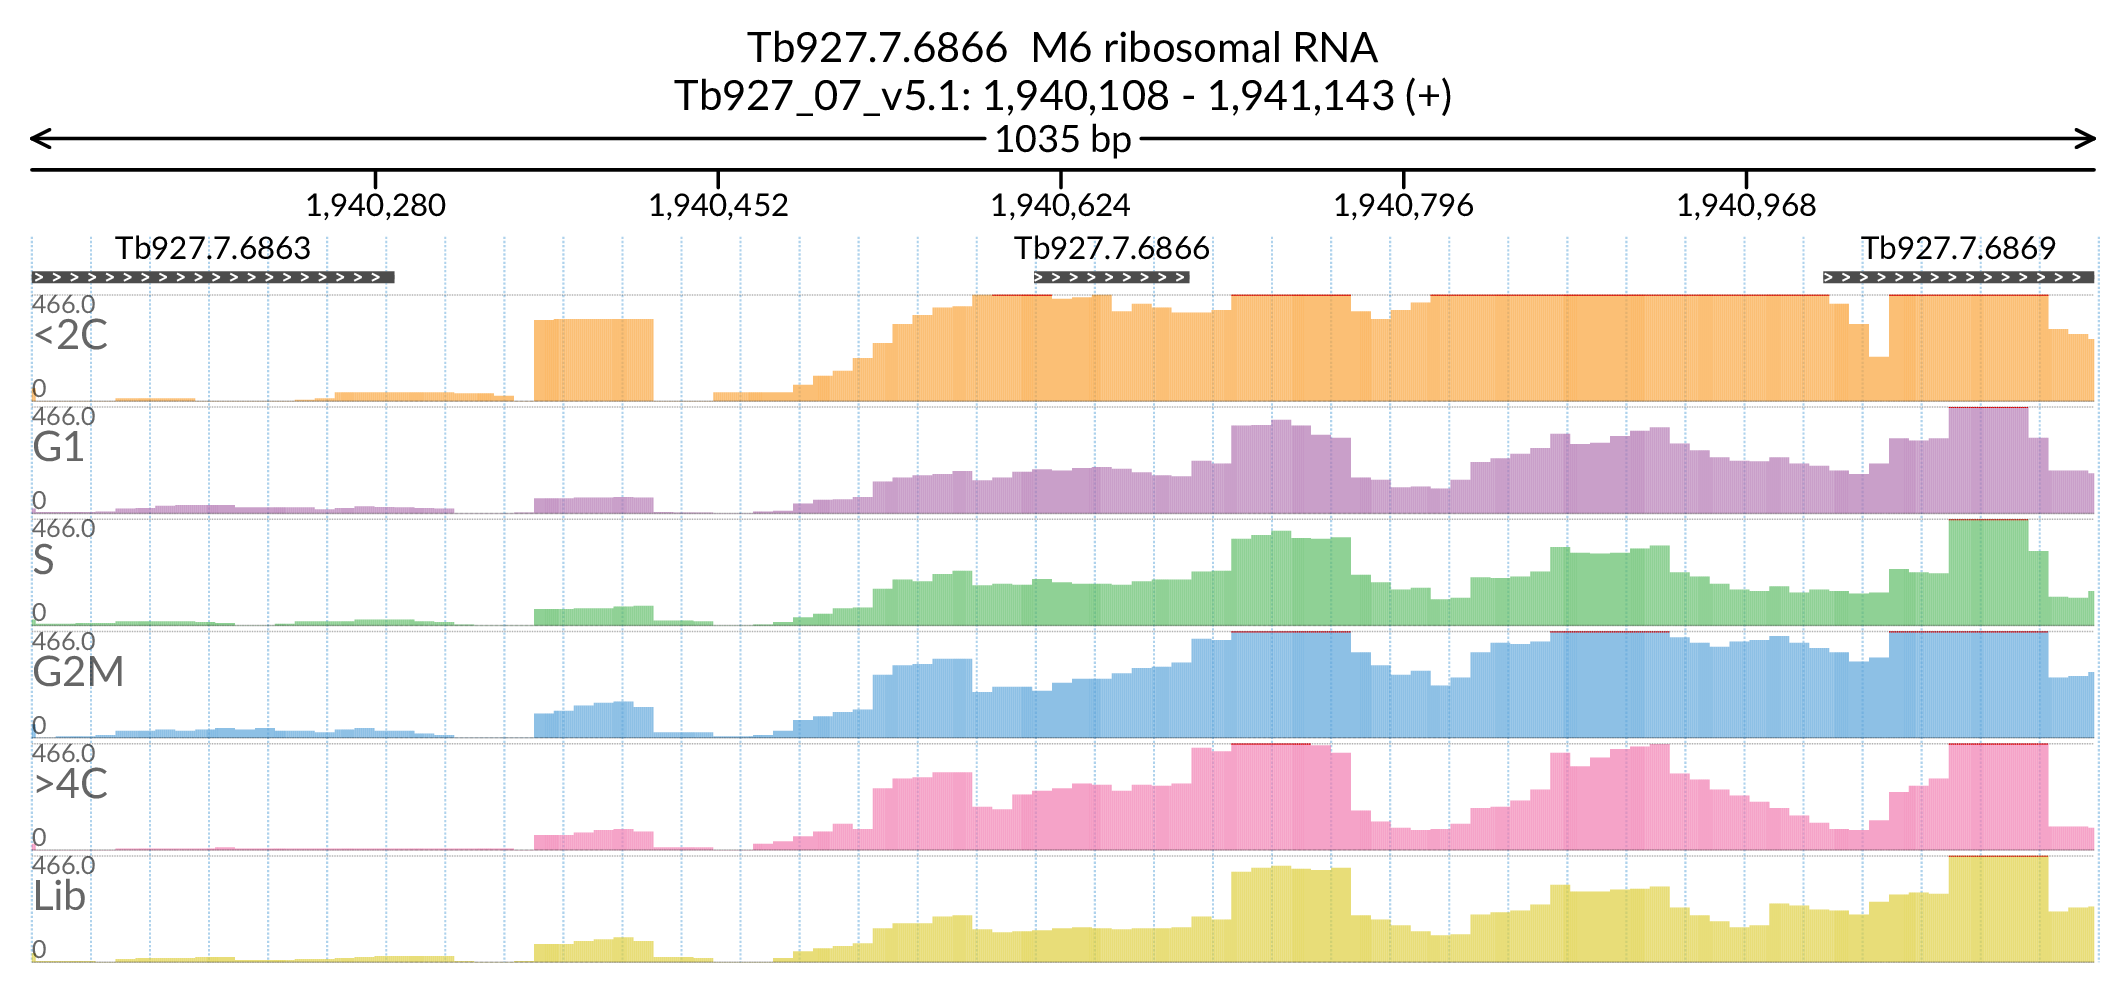 Tb927.7.6866  M6 ribosomal RNA
Tb927_07_v5.1: 1,940,108 - 1,941,143 (+)
1035 bp
1,940,280 1,940,452 1,940,624 1,940,796 1,940,968
Tb927.7.6863 Tb927.7.6866 Tb927.7.6869
466.0
<2C
0
466.0
G1
0
466.0
S
0
466.0
G2M
0
466.0
>4C
0
466.0
Lib
0